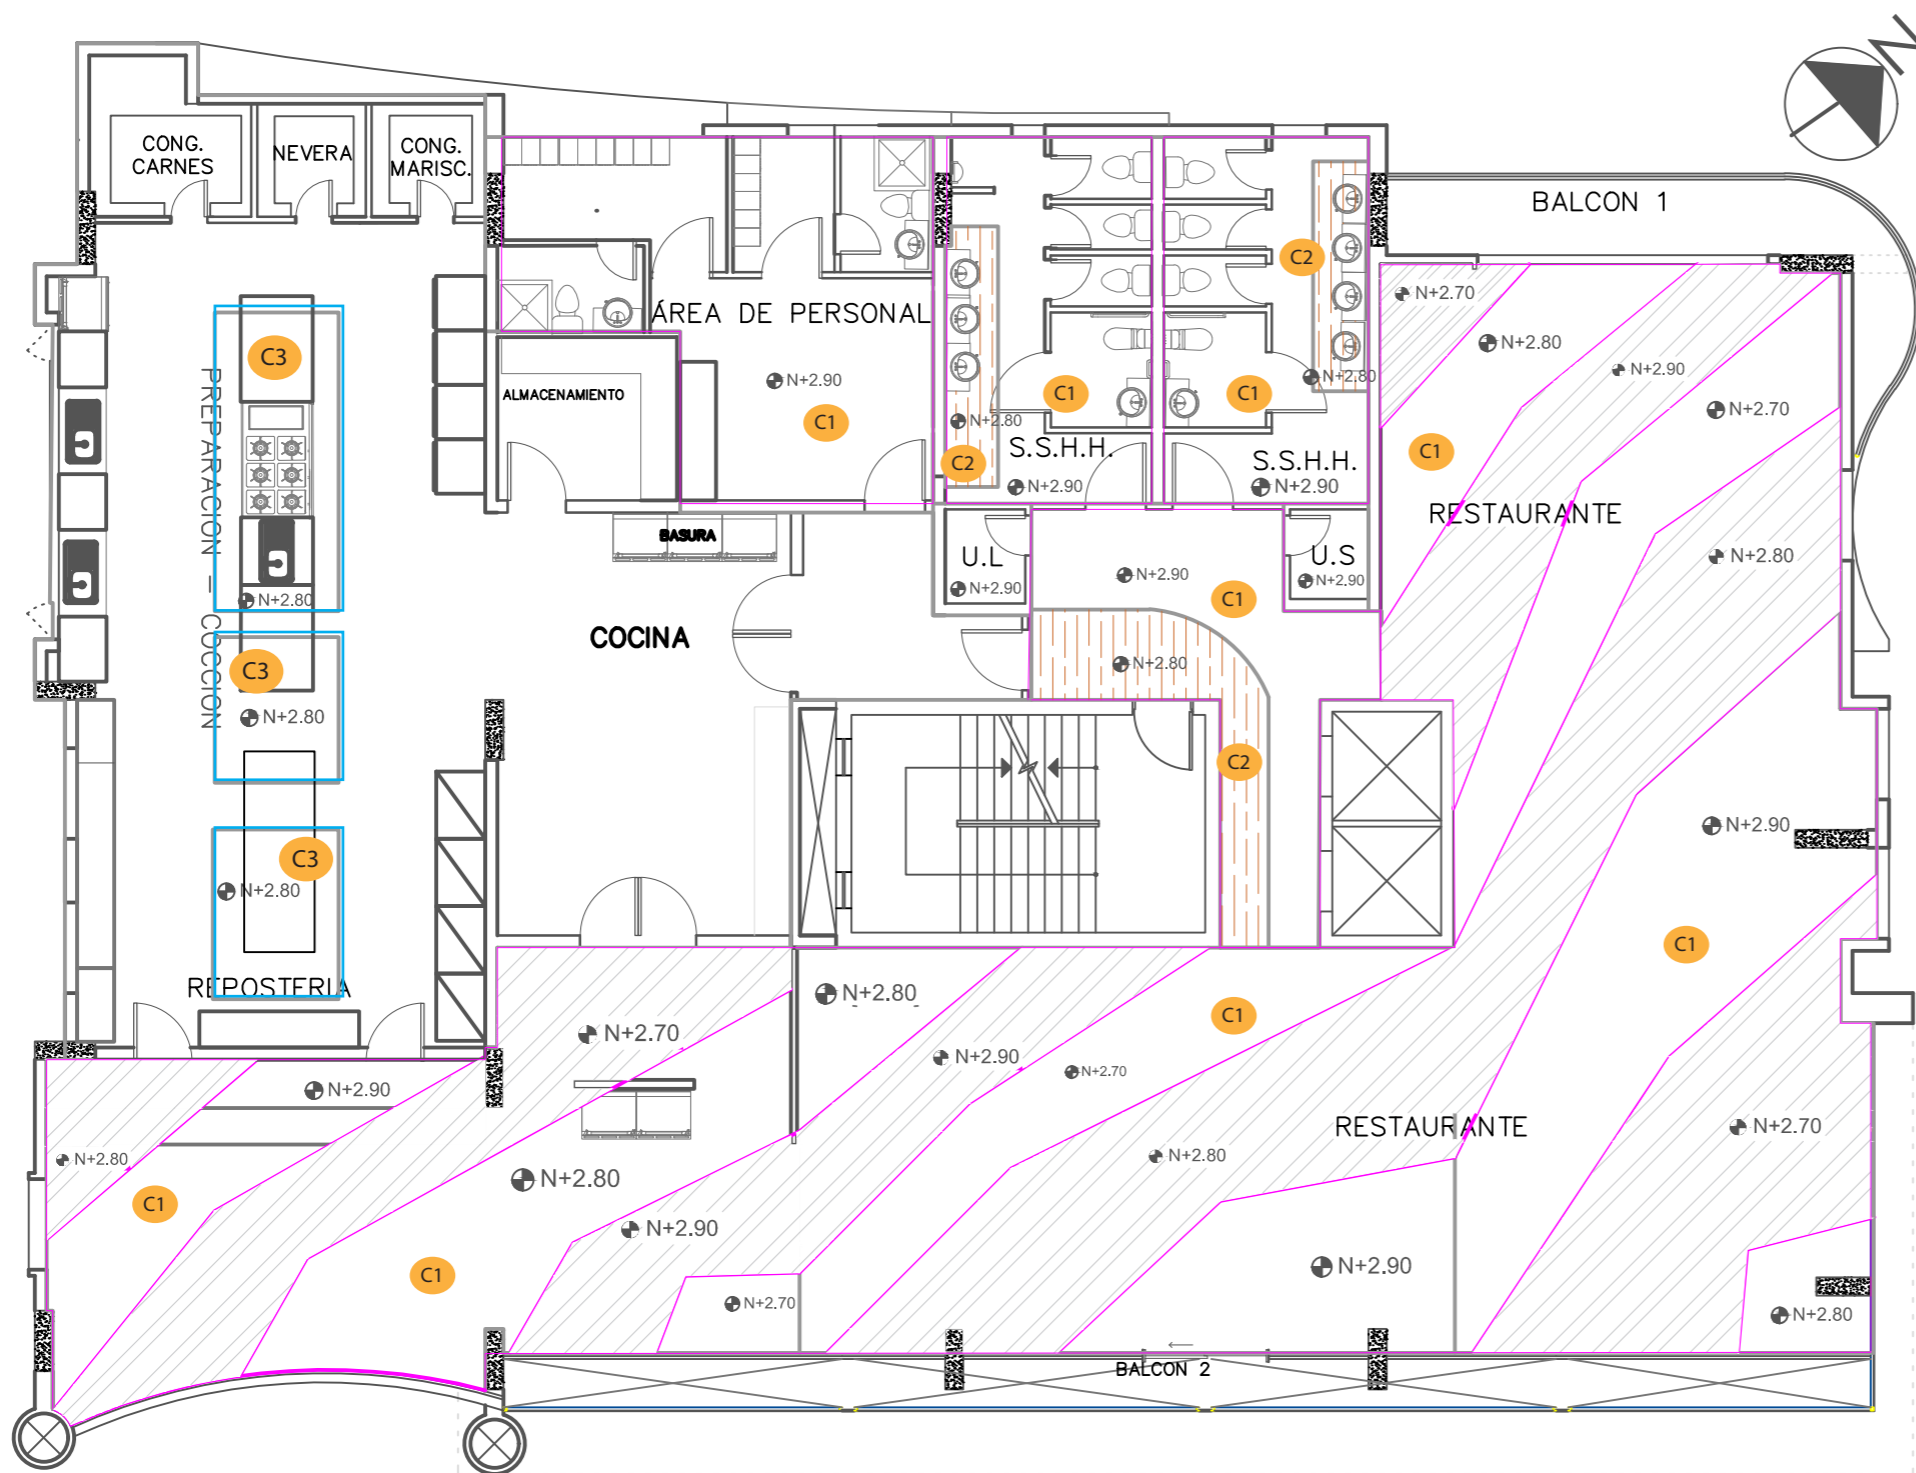 N
CONG.
CARNES
NEVERA
CONG.
MARISC.
BALCON 1
C2
N+2.70
C3
ÁREA DE PERSONAL
N+2.80
N+2.90
N+2.90
N+2.80
C1
C1
N+2.70
ALMACENAMIENTO
C1
N+2.80
S.S.H.H.
C2
N+2.90
S.S.H.H.
N+2.90
C1
RESTAURANTE
PREPARACION - COCCION
BASURA
U.L
N+2.90
N+2.90
U.S
N+2.90
N+2.80
N+2.80
C1
COCINA
N+2.80
C3
N+2.80
C2
N+2.90
C3
N+2.80
C1
REPOSTERIA
N+2.80
C1
N+2.70
N+2.90
N+2.70
N+2.90
RESTAURANTE
N+2.70
N+2.80
N+2.80
C1
N+2.80
N+2.90
C1
N+2.90
N+2.70
N+2.80
BALCON 2